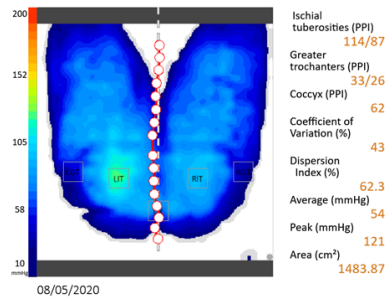 200
152
105
58
10
mmHg
LIT
RIT
08/05/2020
Ischial
tuberosities (PPI)
114/87
Greater
trochanters (PPI)
33/26
Coccyx (PPI)
62
Coefficient of
Variation (%)
43
Dispersion
Index (%)
62.3
Average (mmHg)
54
Peak (mmHg)
121
Area (cm²)
1483.87